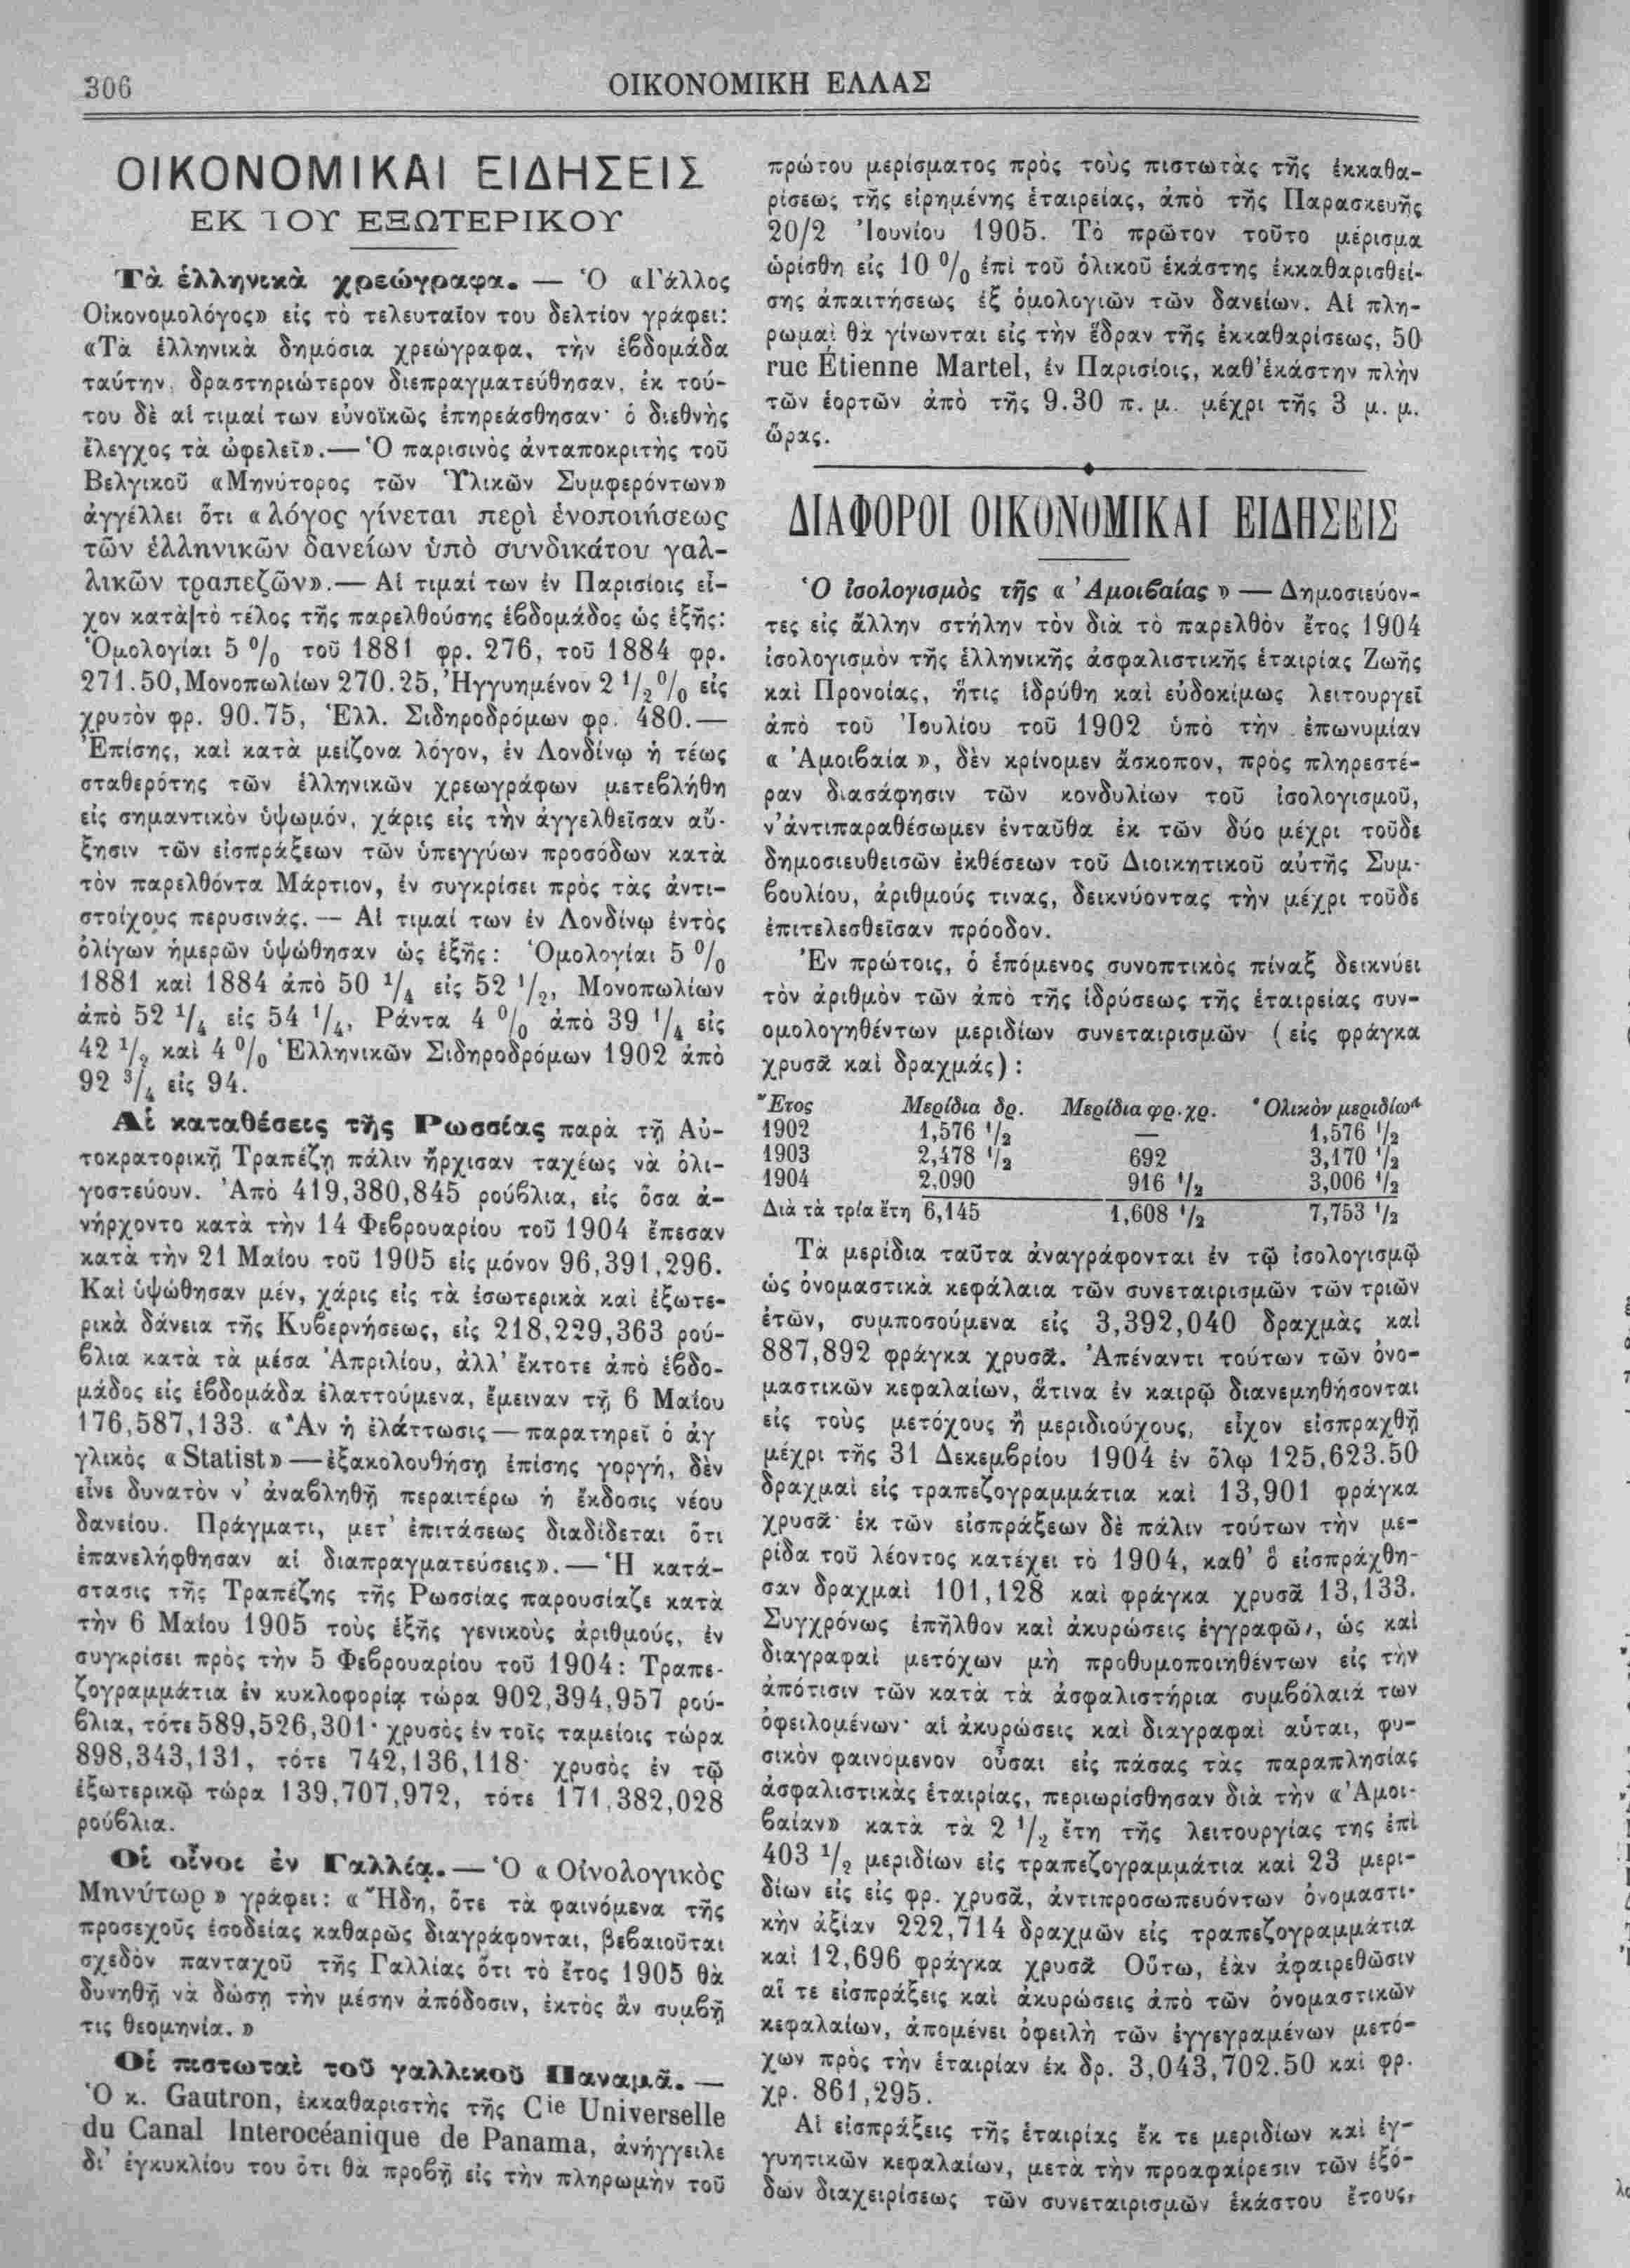 306
ΟΙΚΟΝΟΜΙΚΗ ΕΛΛΑΣ
ΟΙΚΟΝΟΜΙΚΑΙ ΕΙΔΗΣΕΙΣ
ΕΚ ΤΟΥ ΕΞΩΤΕΡΙΚΟΥ
Τὰ ἑλληνικὰ χρεώγραφα. — Ὁ «Γάλλος
Οἰκονομολόγος» εἰς τὸ τελευταῖον του δελτίον γράφει:
«Τὰ ἑλληνικὰ δημόσια χρεώγραφα, τὴν ἑβδομάδα
ταύτην, δραστηριώτερον διεπραγματεύθησαν, ἐκ τού-
του δὲ αἱ τιμαί των εὐνοϊκῶς ἐπηρεάσθησαν· ὁ διεθνὴς
ἔλεγχος τὰ ὠφελεῖ».— Ὁ παρισινὸς ἀνταποκριτὴς τοῦ
Βελγικοῦ «Μηνύτορος τῶν Ὑλικῶν Συμφερόντων»
ἀγγέλλει ὅτι «λόγος γίνεται περὶ ἑνοποιήσεως
τῶν ἑλληνικῶν δανείων ὑπὸ συνδικάτου γαλ-
λικῶν τραπεζῶν».— Αἱ τιμαί των ἐν Παρισίοις εἶ-
χον κατὰ τὸ τέλος τῆς παρελθούσης ἑβδομάδος ὡς ἑξῆς:
Ὁμολογίαι 5 % τοῦ 1881 φρ. 276, τοῦ 1884 φρ.
271.50, Μονοπωλίων 270.25, Ἠγγυημένον 2 1/2 % εἰς
χρυσὸν φρ. 90.75, Ἑλλ. Σιδηροδρόμων φρ. 480.—
Ἐπίσης, καὶ κατὰ μείζονα λόγον, ἐν Λονδίνῳ ἡ τέως
σταθερότης τῶν ἑλληνικῶν χρεωγράφων μετεβλήθη
εἰς σημαντικὸν ὑψωμόν, χάρις εἰς τὴν ἀγγελθεῖσαν αὔ-
ξησιν τῶν εἰσπράξεων τῶν ὑπεγγύων προσόδων κατὰ
τὸν παρελθόντα Μάρτιον, ἐν συγκρίσει πρὸς τὰς ἀντι-
στοίχους περυσινάς. — Αἱ τιμαί των ἐν Λονδίνῳ ἐντὸς
ὀλίγων ἡμερῶν ὑψώθησαν ὡς ἑξῆς: Ὁμολογίαι 5 %
1881 καὶ 1884 ἀπὸ 50 1/4 εἰς 52 1/2, Μονοπωλίων
ἀπὸ 52 1/4 εἰς 54 1/4, Ράντα 4 % ἀπὸ 39 1/4 εἰς
42 1/2 καὶ 4 % Ἑλληνικῶν Σιδηροδρόμων 1902 ἀπὸ
92 3/4 εἰς 94.
Αἱ καταθέσεις τῆς Ρωσσίας παρὰ τῇ Αὐ-
τοκρατορικῇ Τραπέζῃ πάλιν ἤρχισαν ταχέως νὰ ὀλι-
γοστεύουν. Ἀπὸ 419,380,845 ρούβλια, εἰς ὅσα ἀ-
νήρχοντο κατὰ τὴν 14 Φεβρουαρίου τοῦ 1904 ἔπεσαν
κατὰ τὴν 21 Μαΐου τοῦ 1905 εἰς μόνον 96,391,296.
Καὶ ὑψώθησαν μέν, χάρις εἰς τὰ ἐσωτερικὰ καὶ ἐξωτε-
ρικὰ δάνεια τῆς Κυβερνήσεως, εἰς 218,229,363 ρού-
βλια κατὰ τὰ μέσα Ἀπριλίου, ἀλλ' ἔκτοτε ἀπὸ ἑβδο-
μάδος εἰς ἑβδομάδα ἐλαττούμενα, ἔμειναν τῇ 6 Μαΐου
176,587,133. «Ἂν ἡ ἐλάττωσις — παρατηρεῖ ὁ ἀγ
γλικὸς «Statist» — ἐξακολουθήσῃ ἐπίσης γοργή, δὲν
εἶνε δυνατὸν ν' ἀναβληθῇ περαιτέρω ἡ ἔκδοσις νέου
δανείου. Πράγματι, μετ' ἐπιτάσεως διαδίδεται ὅτι
ἐπανελήφθησαν αἱ διαπραγματεύσεις».— Ἡ κατά-
στασις τῆς Τραπέζης τῆς Ρωσσίας παρουσίαζε κατὰ
τὴν 6 Μαΐου 1905 τοὺς ἑξῆς γενικοὺς ἀριθμούς, ἐν
συγκρίσει πρὸς τὴν 5 Φεβρουαρίου τοῦ 1904: Τραπε-
ζογραμμάτια ἐν κυκλοφορίᾳ τώρα 902,394,957 ρού-
βλια, τότε 589,526,301· χρυσὸς ἐν τοῖς ταμείοις τώρα
898,343,131, τότε 742,136,118· χρυσὸς ἐν τῷ
ἐξωτερικῷ τώρα 139,707,972, τότε 171,382,028
ρούβλια.
Οἱ οἶνοι ἐν Γαλλίᾳ. — Ὁ «Οἰνολογικὸς
Μηνύτωρ» γράφει: «Ἤδη, ὅτε τὰ φαινόμενα τῆς
προσεχοῦς ἐσοδείας καθαρῶς διαγράφονται, βεβαιοῦται
σχεδὸν πανταχοῦ τῆς Γαλλίας ὅτι τὸ ἔτος 1905 θὰ
δυνηθῇ νὰ δώσῃ τὴν μέσην ἀπόδοσιν, ἐκτὸς ἂν συμβῇ
τις θεομηνία.»
Οἱ πιστωταὶ τοῦ γαλλικοῦ Παναμᾶ. —
Ὁ κ. Gautron, ἐκκαθαριστὴς τῆς Cie Universelle
du Canal Interocéanique de Panama, ἀνήγγειλε
δι' ἐγκυκλίου του ὅτι θὰ προβῇ εἰς τὴν πληρωμὴν τοῦ
πρώτου μερίσματος πρὸς τοὺς πιστωτὰς τῆς ἐκκαθα-
ρίσεως τῆς εἰρημένης ἑταιρείας, ἀπὸ τῆς Παρασκευῆς
20/2 Ἰουνίου 1905. Τὸ πρῶτον τοῦτο μέρισμα
ὡρίσθη εἰς 10 % ἐπὶ τοῦ ὁλικοῦ ἑκάστης ἐκκαθαρισθεί-
σης ἀπαιτήσεως ἐξ ὁμολογιῶν τῶν δανείων. Αἱ πλη-
ρωμαὶ θὰ γίνωνται εἰς τὴν ἕδραν τῆς ἐκκαθαρίσεως, 50
rue Étienne Martel, ἐν Παρισίοις, καθ' ἑκάστην πλὴν
τῶν ἑορτῶν ἀπὸ τῆς 9.30 π. μ. μέχρι τῆς 3 μ. μ.
ὥρας.
ΔΙΑΦΟΡΟΙ ΟΙΚΟΝΟΜΙΚΑΙ ΕΙΔΗΣΕΙΣ
Ὁ ἰσολογισμὸς τῆς «Ἀμοιβαίας» — Δημοσιεύον-
τες εἰς ἄλλην στήλην τὸν διὰ τὸ παρελθὸν ἔτος 1904
ἰσολογισμὸν τῆς ἑλληνικῆς ἀσφαλιστικῆς ἑταιρίας Ζωῆς
καὶ Προνοίας, ἥτις ἱδρύθη καὶ εὐδοκίμως λειτουργεῖ
ἀπὸ τοῦ Ἰουλίου τοῦ 1902 ὑπὸ τὴν ἐπωνυμίαν
«Ἀμοιβαία», δὲν κρίνομεν ἄσκοπον, πρὸς πληρεστέ-
ραν διασάφησιν τῶν κονδυλίων τοῦ ἰσολογισμοῦ,
ν' ἀντιπαραθέσωμεν ἐνταῦθα ἐκ τῶν δύο μέχρι τοῦδε
δημοσιευθεισῶν ἐκθέσεων τοῦ Διοικητικοῦ αὐτῆς Συμ-
βουλίου, ἀριθμούς τινας, δεικνύοντας τὴν μέχρι τοῦδε
ἐπιτελεσθεῖσαν πρόοδον.
Ἐν πρώτοις, ὁ ἑπόμενος συνοπτικὸς πίναξ δεικνύει
τὸν ἀριθμὸν τῶν ἀπὸ τῆς ἱδρύσεως τῆς ἑταιρείας συν-
ομολογηθέντων μεριδίων συνεταιρισμῶν (εἰς φράγκα
χρυσᾶ καὶ δραχμάς):
Ἔτος Μερίδια δρ. Μερίδια φρ. χρ. Ὁλικὸν μεριδίων
1902 1,576 1/2 — 1,576 1/2
1903 2,478 1/2 692 3,170 1/2
1904 2,090 916 1/2 3,006 1/2
Διὰ τὰ τρία ἔτη 6,145 1,608 1/2 7,753 1/2
Τὰ μερίδια ταῦτα ἀναγράφονται ἐν τῷ ἰσολογισμῷ
ὡς ὀνομαστικὰ κεφάλαια τῶν συνεταιρισμῶν τῶν τριῶν
ἐτῶν, συμποσούμενα εἰς 3,392,040 δραχμὰς καὶ
887,892 φράγκα χρυσᾶ. Ἀπέναντι τούτων τῶν ὀνο-
μαστικῶν κεφαλαίων, ἅτινα ἐν καιρῷ διανεμηθήσονται
εἰς τοὺς μετόχους ἢ μεριδιούχους, εἶχον εἰσπραχθῇ
μέχρι τῆς 31 Δεκεμβρίου 1904 ἐν ὅλῳ 125,623.50
δραχμαὶ εἰς τραπεζογραμμάτια καὶ 13,901 φράγκα
χρυσᾶ· ἐκ τῶν εἰσπράξεων δὲ πάλιν τούτων τὴν με-
ρίδα τοῦ λέοντος κατέχει τὸ 1904, καθ' ὃ εἰσπράχθη-
σαν δραχμαὶ 101,128 καὶ φράγκα χρυσᾶ 13,133.
Συγχρόνως ἐπῆλθον καὶ ἀκυρώσεις ἐγγραφῶν, ὡς καὶ
διαγραφαὶ μετόχων μὴ προθυμοποιηθέντων εἰς τὴν
ἀπότισιν τῶν κατὰ τὰ ἀσφαλιστήρια συμβόλαιά των
ὀφειλομένων· αἱ ἀκυρώσεις καὶ διαγραφαὶ αὗται, φυ-
σικὸν φαινόμενον οὖσαι εἰς πάσας τὰς παραπλησίας
ἀσφαλιστικὰς ἑταιρίας, περιωρίσθησαν διὰ τὴν «Ἀμοι-
βαίαν» κατὰ τὰ 2 1/2 ἔτη τῆς λειτουργίας της ἐπὶ
403 1/2 μεριδίων εἰς τραπεζογραμμάτια καὶ 23 μερι-
δίων εἰς εἰς φρ. χρυσᾶ, ἀντιπροσωπευόντων ὀνομαστι-
κὴν ἀξίαν 222,714 δραχμῶν εἰς τραπεζογραμμάτια
καὶ 12,696 φράγκα χρυσᾶ Οὕτω, ἐὰν ἀφαιρεθῶσιν
αἵ τε εἰσπράξεις καὶ ἀκυρώσεις ἀπὸ τῶν ὀνομαστικῶν
κεφαλαίων, ἀπομένει ὀφειλὴ τῶν ἐγγεγραμένων μετό-
χων πρὸς τὴν ἑταιρίαν ἐκ δρ. 3,043,702.50 καὶ φρ.
χρ. 861,295.
Αἱ εἰσπράξεις τῆς ἑταιρίας ἔκ τε μεριδίων καὶ ἐγ-
γυητικῶν κεφαλαίων, μετὰ τὴν προαφαίρεσιν τῶν ἐξό-
δων διαχειρίσεως τῶν συνεταιρισμῶν ἑκάστου ἔτους,